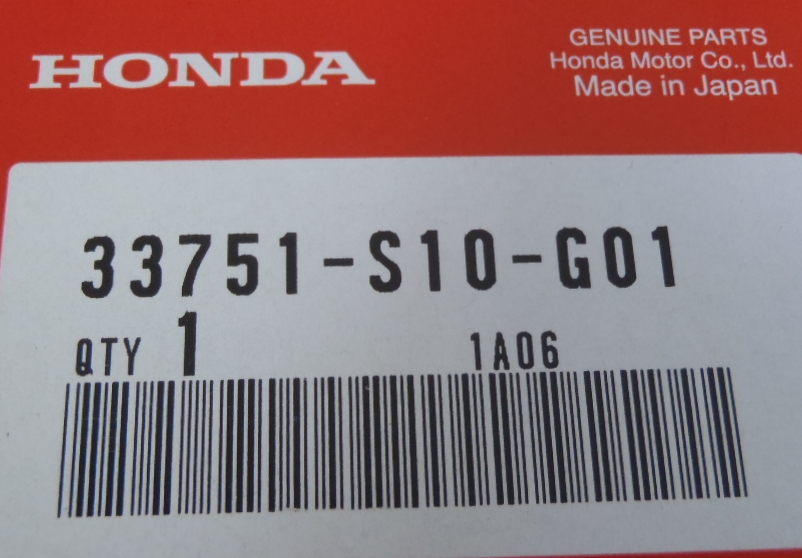 HONDA
GENUINE PARTS
Honda Motor Co., Ltd.
Made in Japan
33751-S10-G01
QTY 1
1A06